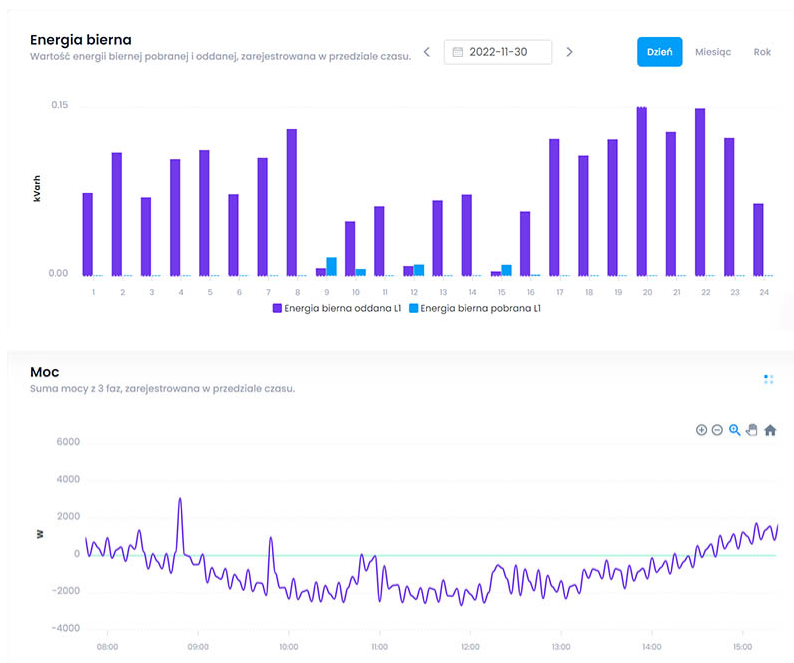 Energia bierna
Wartość energii biernej pobranej i oddanej, zarejestrowana w przedziale czasu.
2022-11-30
Dzień Miesiąc Rok
0.15
kVarh
0.00
1 2 3 4 5 6 7 8 9 10 11 12 13 14 15 16 17 18 19 20 21 22 23 24
Energia bierna oddana L1 Energia bierna pobrana L1
Moc
Suma mocy z 3 faz, zarejestrowana w przedziale czasu.
6000
4000
2000
W
0
-2000
-4000
08:00 09:00 10:00 11:00 12:00 13:00 14:00 15:00